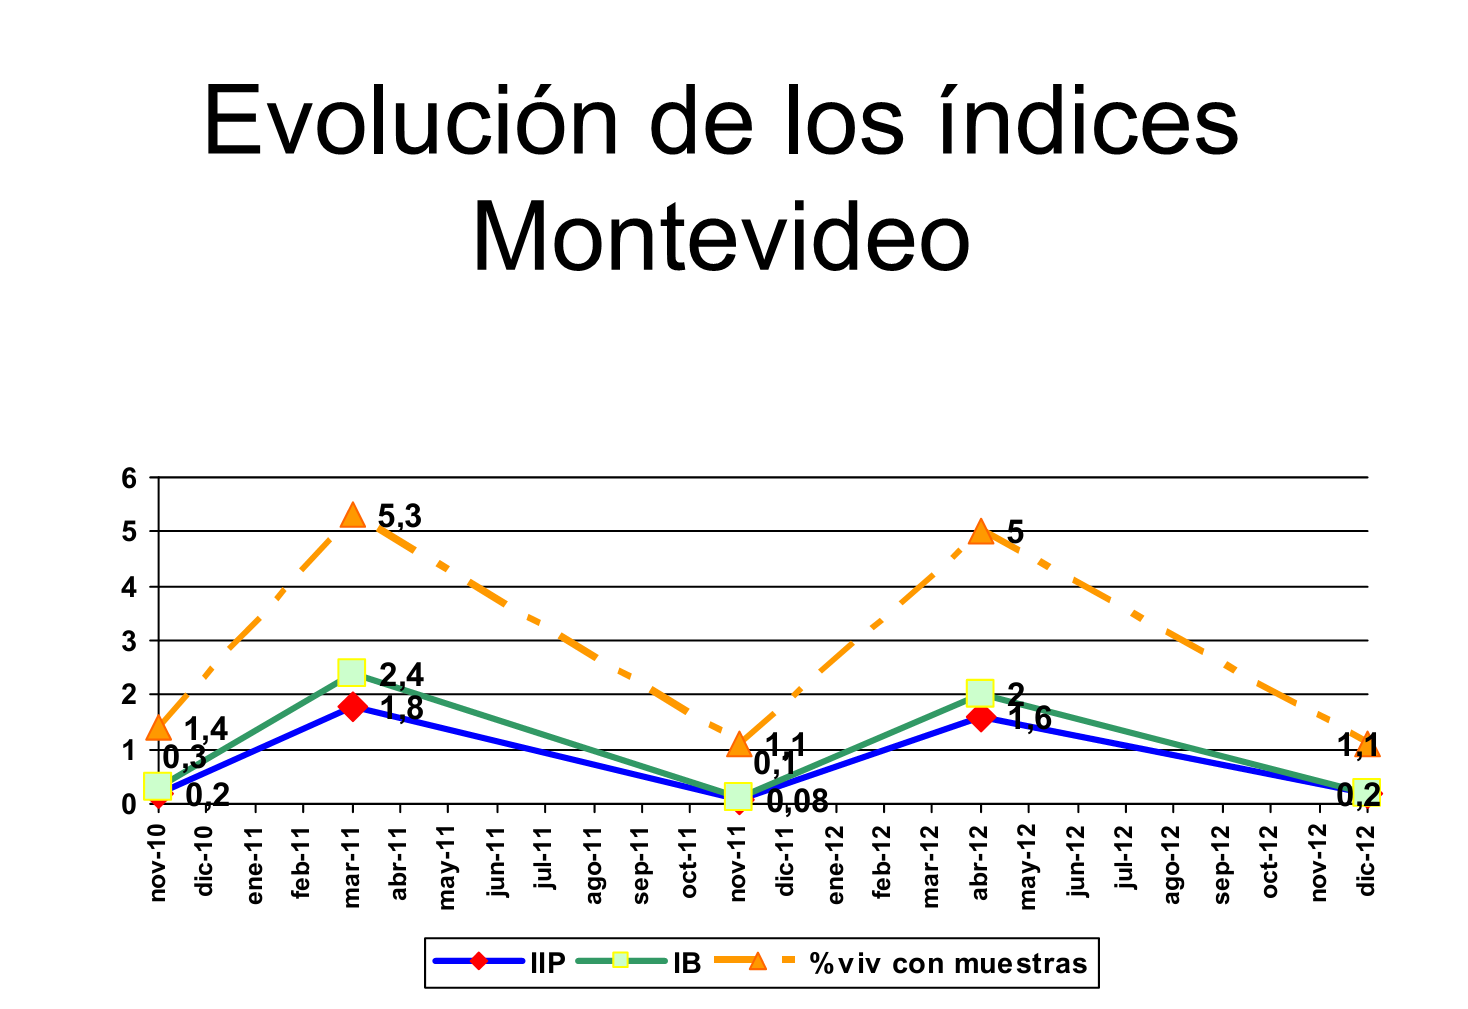 Evolución de los índices
Montevideo
6
5
4
3
2
1
0
5,3
5
2,4
1,8
2
1,6
1,4
0,3
0,2
1,1
0,1
0,08
1,1
0,2
nov-10
dic-10
ene-11
feb-11
mar-11
abr-11
may-11
jun-11
jul-11
ago-11
sep-11
oct-11
nov-11
dic-11
ene-12
feb-12
mar-12
abr-12
may-12
jun-12
jul-12
ago-12
sep-12
oct-12
nov-12
dic-12
IIP IB %viv con muestras